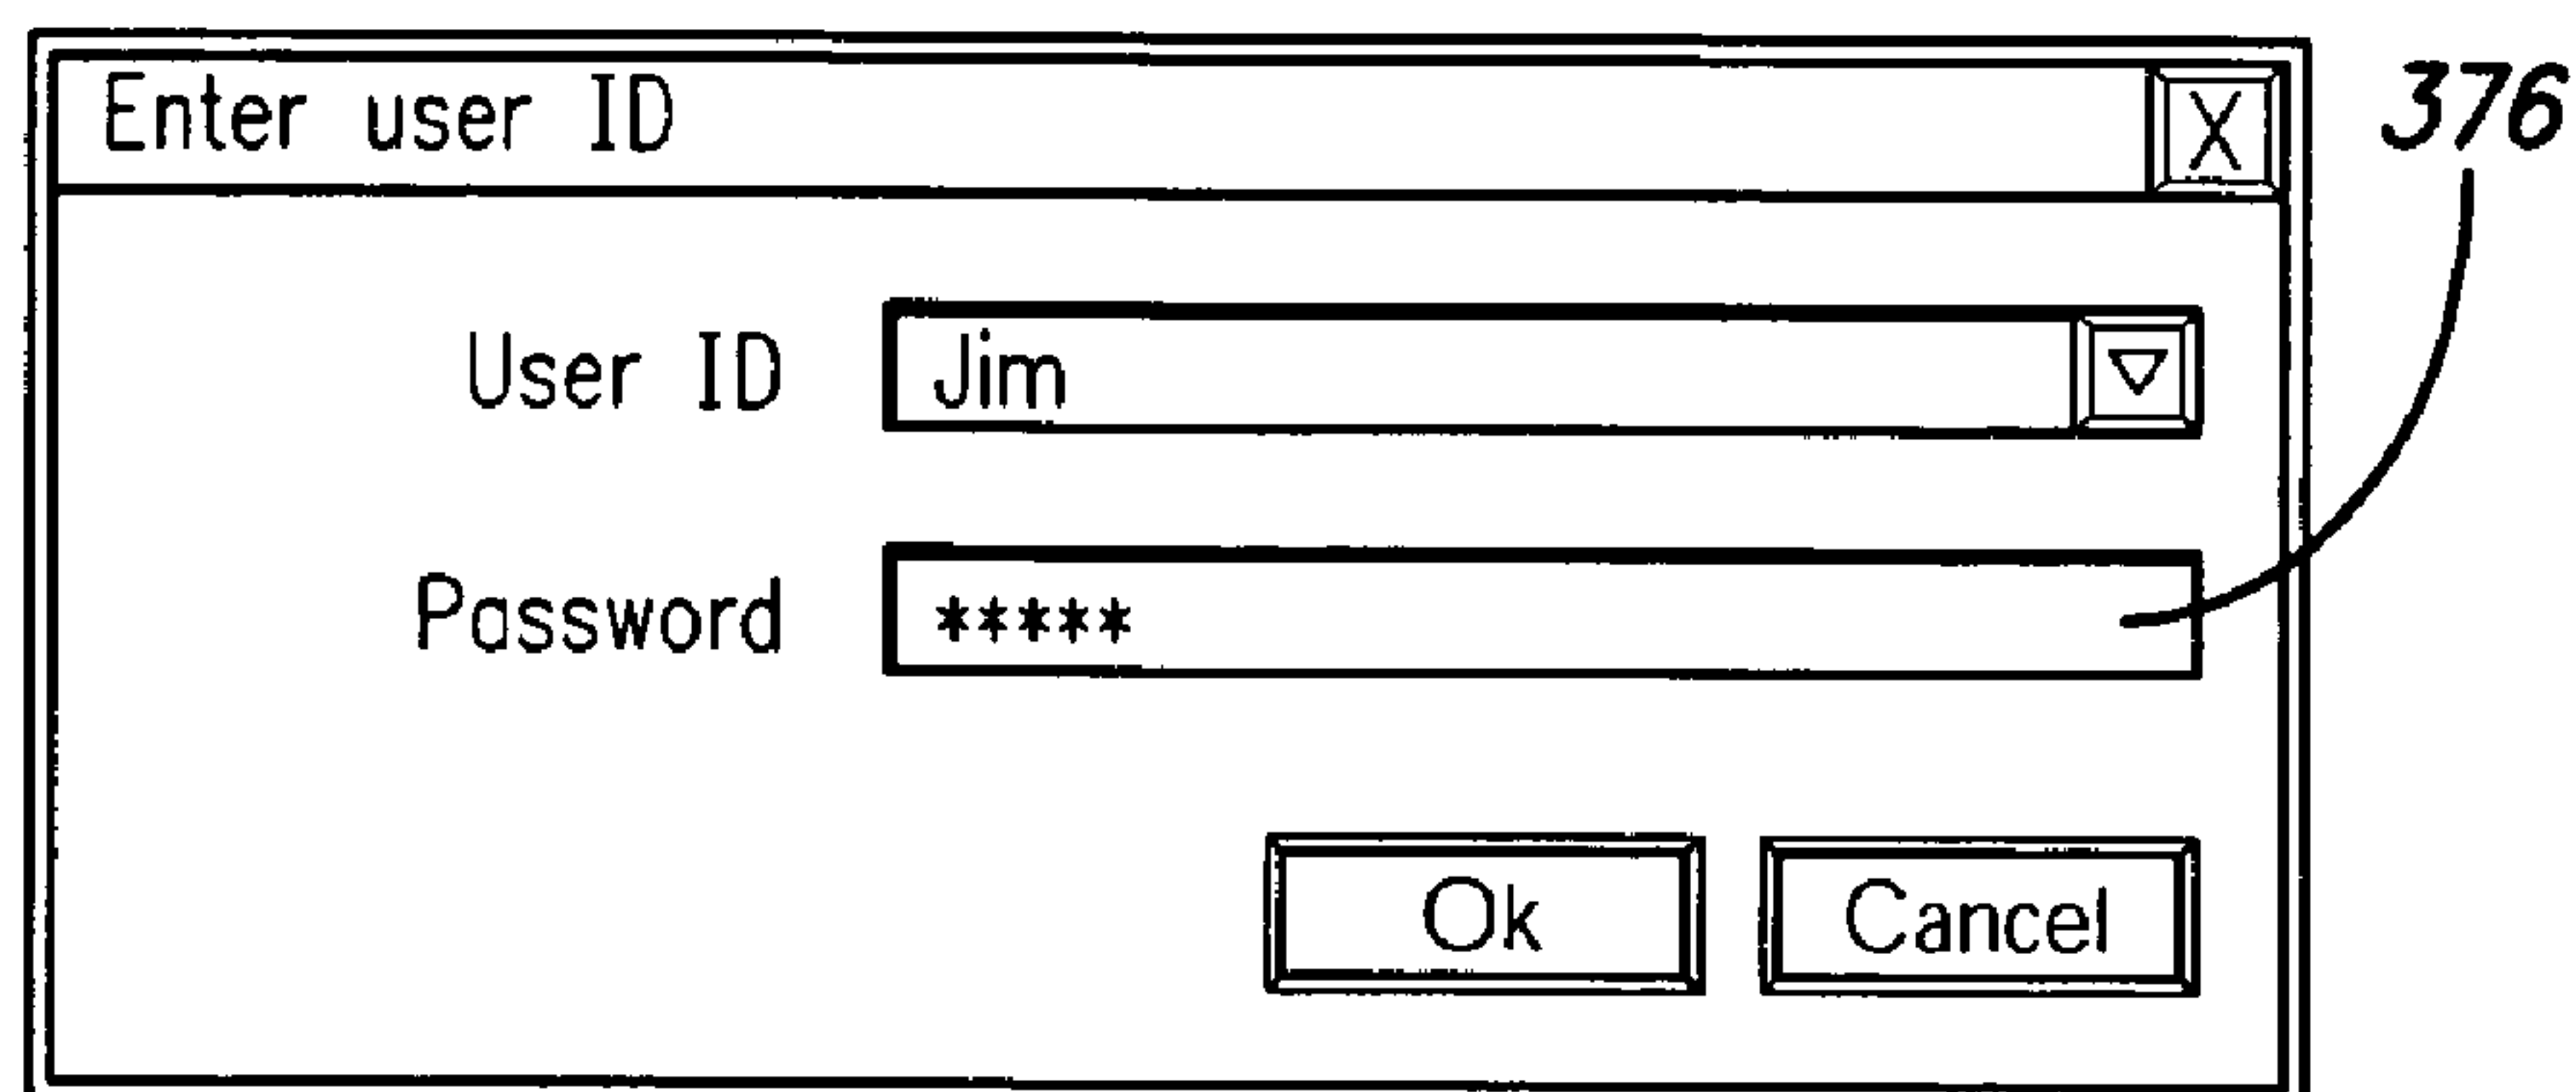 Enter user ID X
376
User ID Jim
Password *****
Ok Cancel